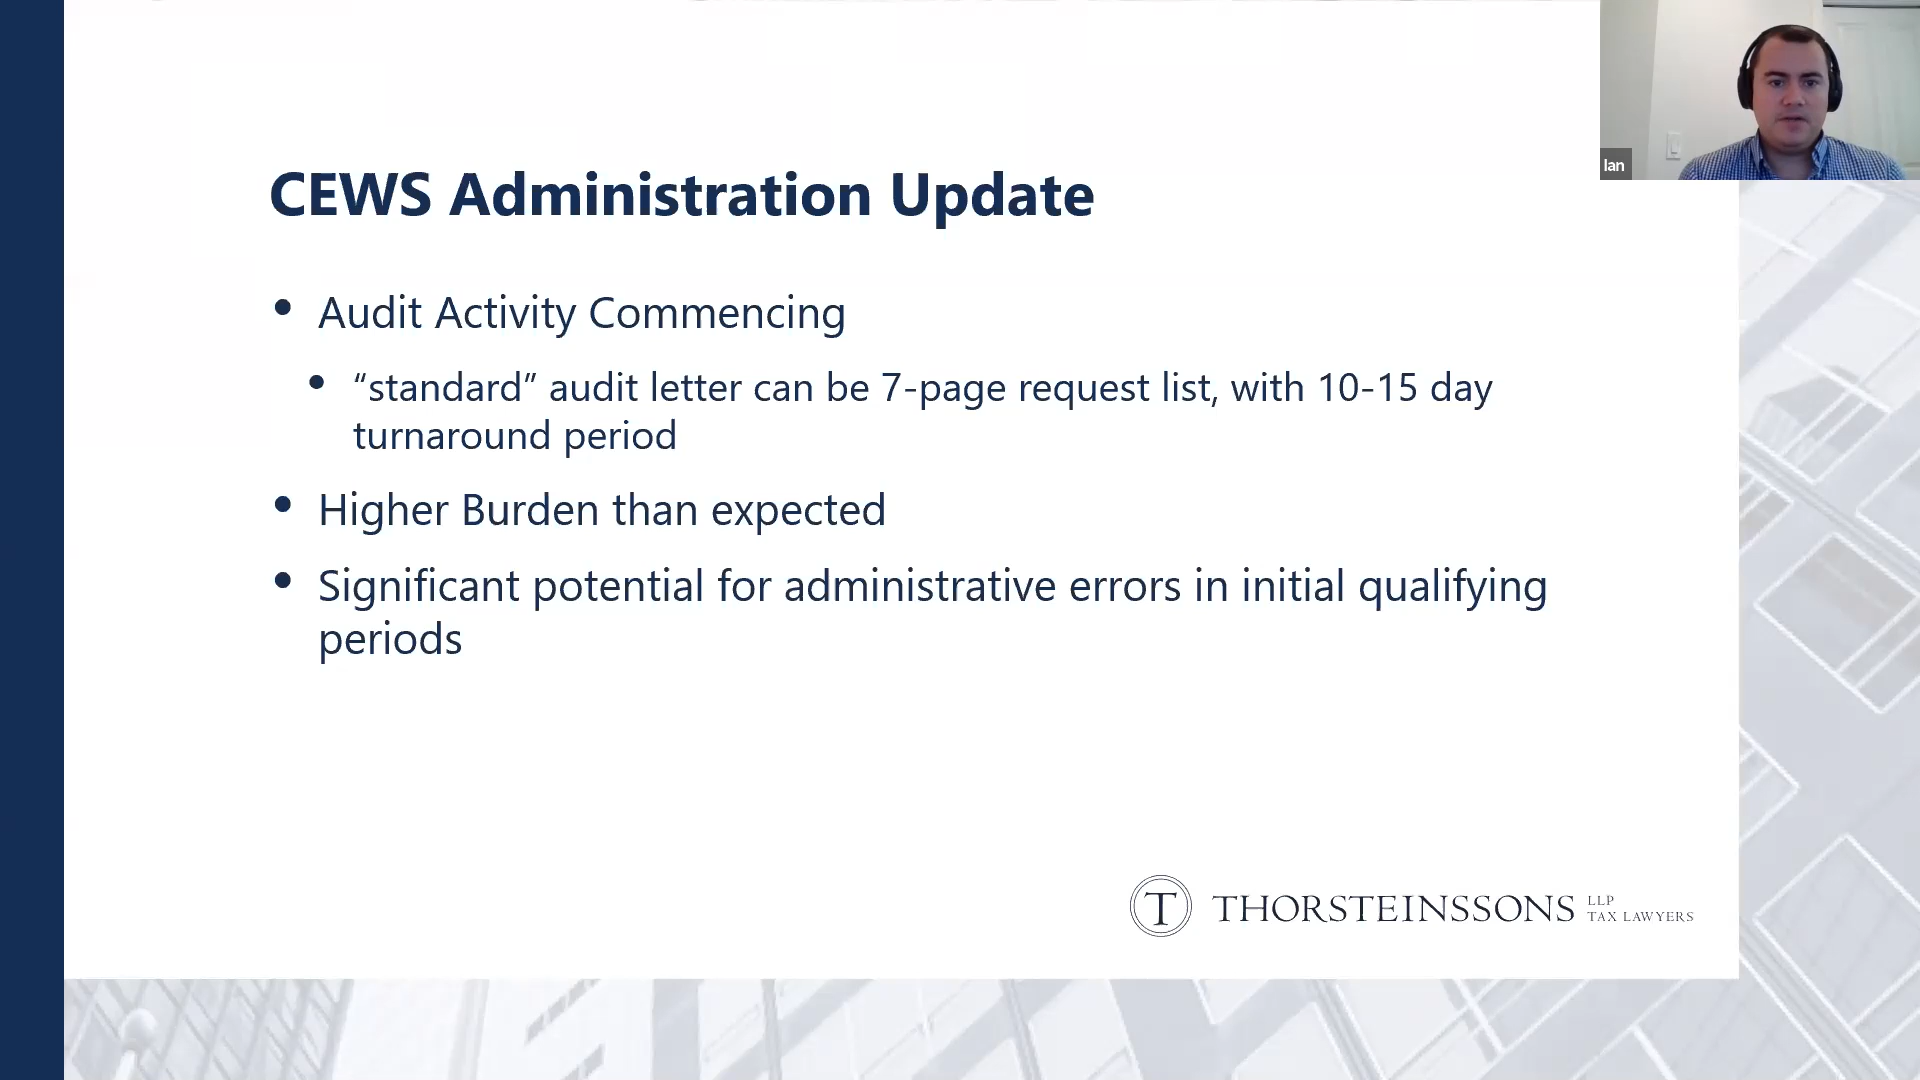 Ian
CEWS Administration Update
• Audit Activity Commencing
• “standard” audit letter can be 7-page request list, with 10-15 day
turnaround period
• Higher Burden than expected
• Significant potential for administrative errors in initial qualifying
periods
T THORSTEINSSONS LLP
TAX LAWYERS